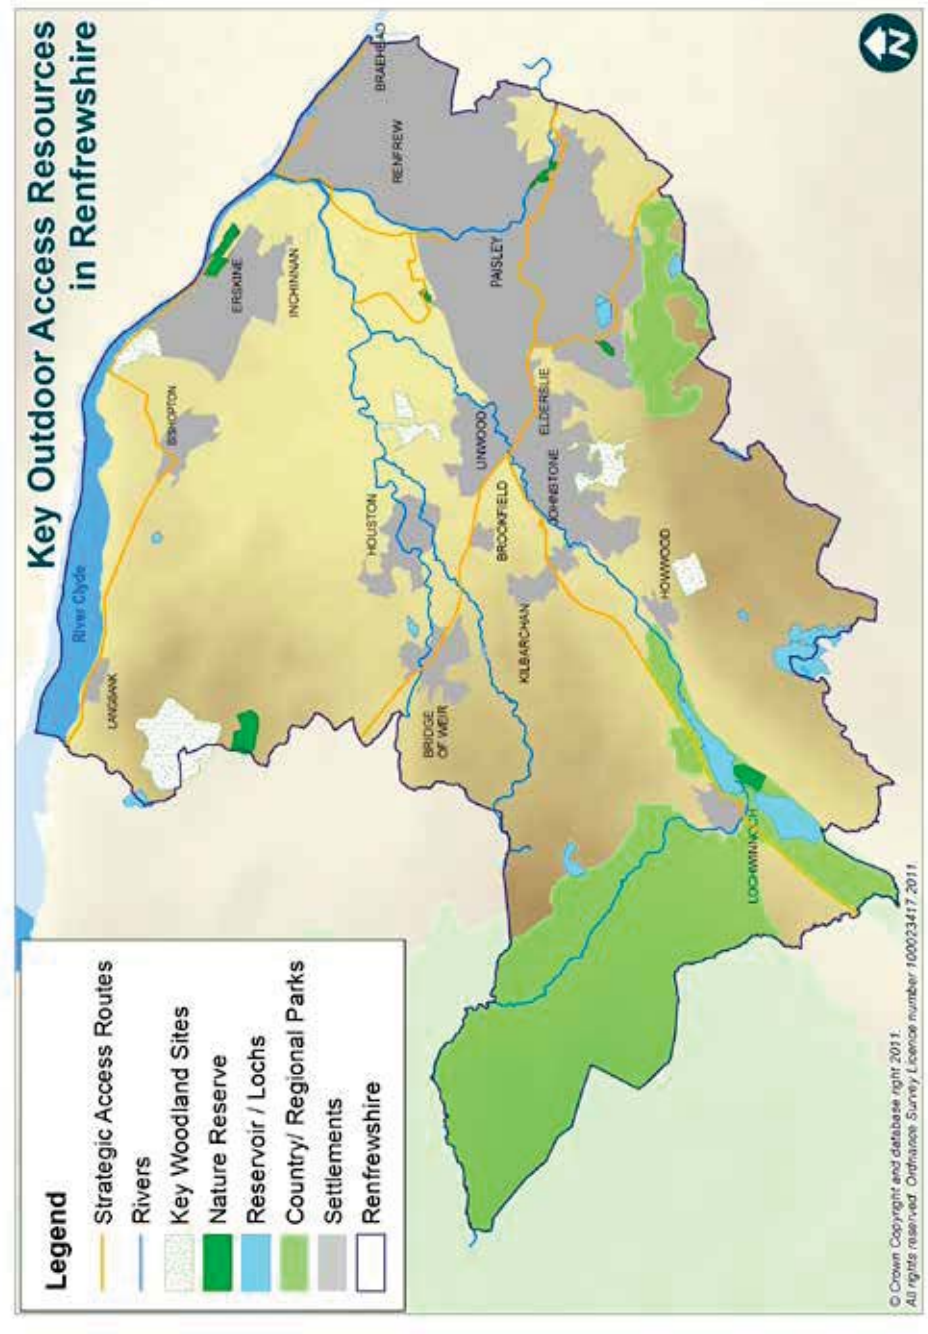 Key Outdoor Access Resources
in Renfrewshire
N
BRAEHEAD
RENFREW
ERSKINE
INCHINNAN
PAISLEY
BISHOPTON
River Clyde
LINWOOD
ELDERSLIE
HOUSTON
JOHNSTONE
BROOKFIELD
HOWWOOD
LANGBANK
KILBARCHAN
BRIDGE
OF WEIR
LOCHWINNOCH
Legend
Strategic Access Routes
Rivers
Key Woodland Sites
Nature Reserve
Reservoir / Lochs
Country/ Regional Parks
Settlements
Renfrewshire
© Crown Copyright and database right 2011.
All rights reserved. Ordnance Survey Licence number 100023417 2011.